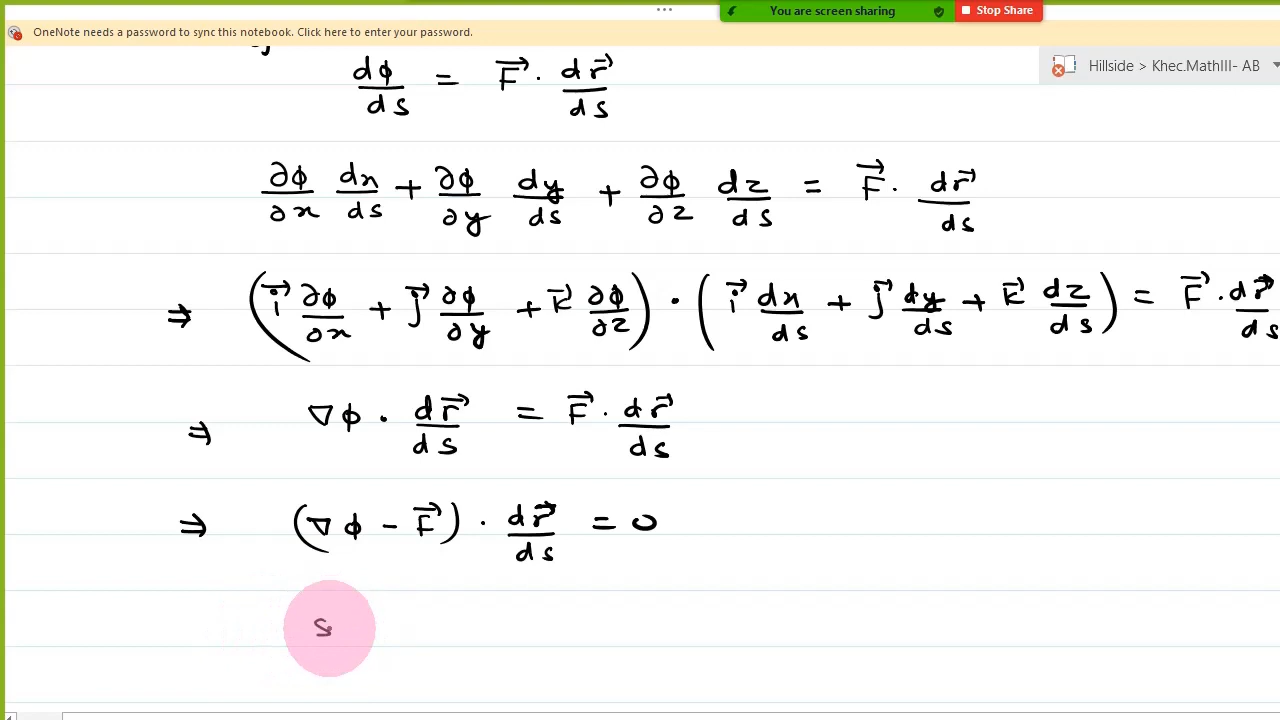 You are screen sharing
Stop Share
OneNote needs a password to sync this notebook. Click here to enter your password.
Hillside > Khec.MathIII- AB
dϕ/ds = F⃗ · dr⃗/ds
∂ϕ/∂x dx/ds + ∂ϕ/∂y dy/ds + ∂ϕ/∂z dz/ds = F⃗ · dr⃗/ds
⇒ (i⃗ ∂ϕ/∂x + j⃗ ∂ϕ/∂y + k⃗ ∂ϕ/∂z) · (i⃗ dx/ds + j⃗ dy/ds + k⃗ dz/ds) = F⃗ · dr⃗/ds
⇒ ∇ϕ · dr⃗/ds = F⃗ · dr⃗/ds
⇒ (∇ϕ - F⃗) · dr⃗/ds = 0
S